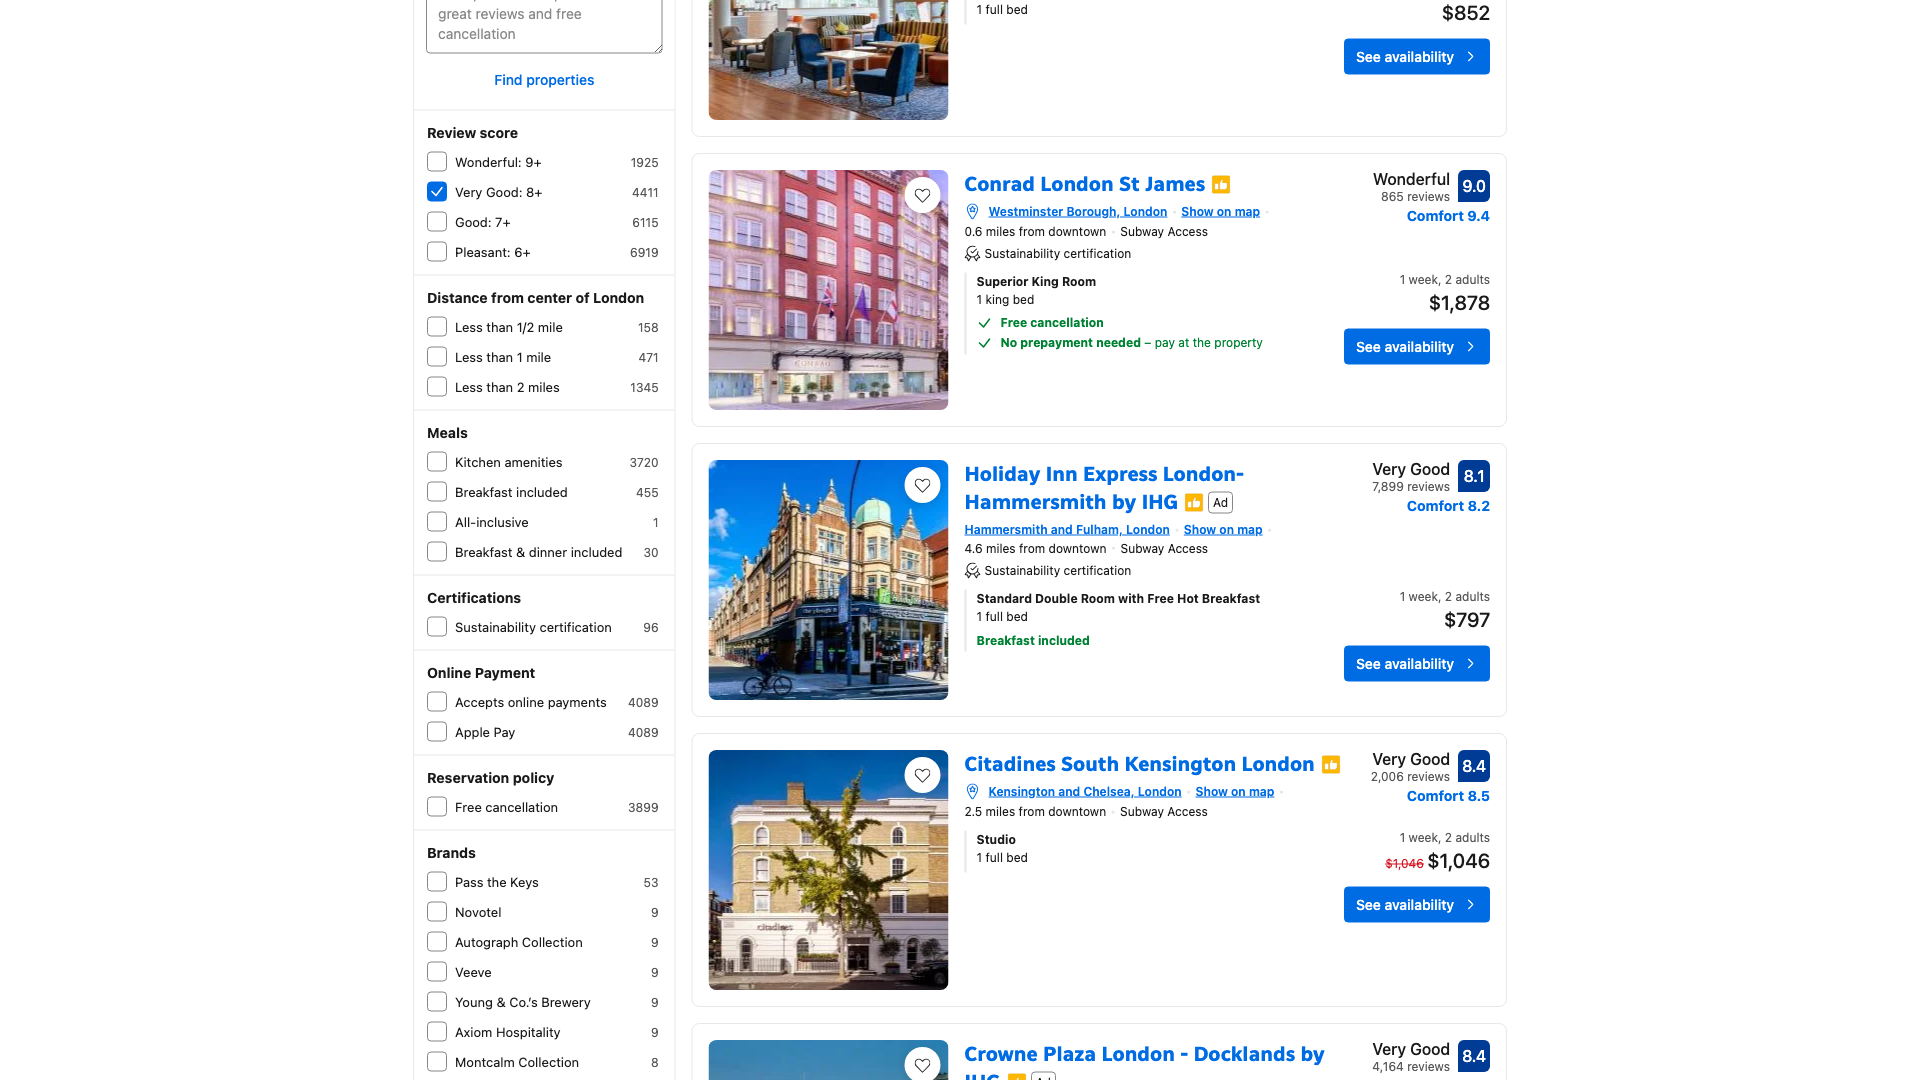 great reviews and free
cancellation
Find properties
Review score
Wonderful: 9+ 1925
Very Good: 8+ 4411
Good: 7+ 6115
Pleasant: 6+ 6919
Distance from center of London
Less than 1/2 mile 158
Less than 1 mile 471
Less than 2 miles 1345
Meals
Kitchen amenities 3720
Breakfast included 455
All-inclusive 1
Breakfast & dinner included 30
Certifications
Sustainability certification 96
Online Payment
Accepts online payments 4089
Apple Pay 4089
Reservation policy
Free cancellation 3899
Brands
Pass the Keys 53
Novotel 9
Autograph Collection 9
Veeve 9
Young & Co.'s Brewery 9
Axiom Hospitality 9
Montcalm Collection 8
1 full bed
$852
See availability
Conrad London St James
Wonderful 9.0
865 reviews
Comfort 9.4
Westminster Borough, London Show on map
0.6 miles from downtown Subway Access
Sustainability certification
Superior King Room
1 king bed
Free cancellation
No prepayment needed – pay at the property
1 week, 2 adults
$1,878
See availability
CONRAD
Holiday Inn Express London-
Hammersmith by IHG Ad
Very Good 8.1
7,899 reviews
Comfort 8.2
Hammersmith and Fulham, London Show on map
4.6 miles from downtown Subway Access
Sustainability certification
Standard Double Room with Free Hot Breakfast
1 full bed
Breakfast included
1 week, 2 adults
$797
See availability
Citadines South Kensington London
Very Good 8.4
2,006 reviews
Comfort 8.5
Kensington and Chelsea, London Show on map
2.5 miles from downtown Subway Access
Studio
1 full bed
1 week, 2 adults
$1,046 $1,046
See availability
citadines
Crowne Plaza London - Docklands by
IHG Ad
Very Good 8.4
4,164 reviews